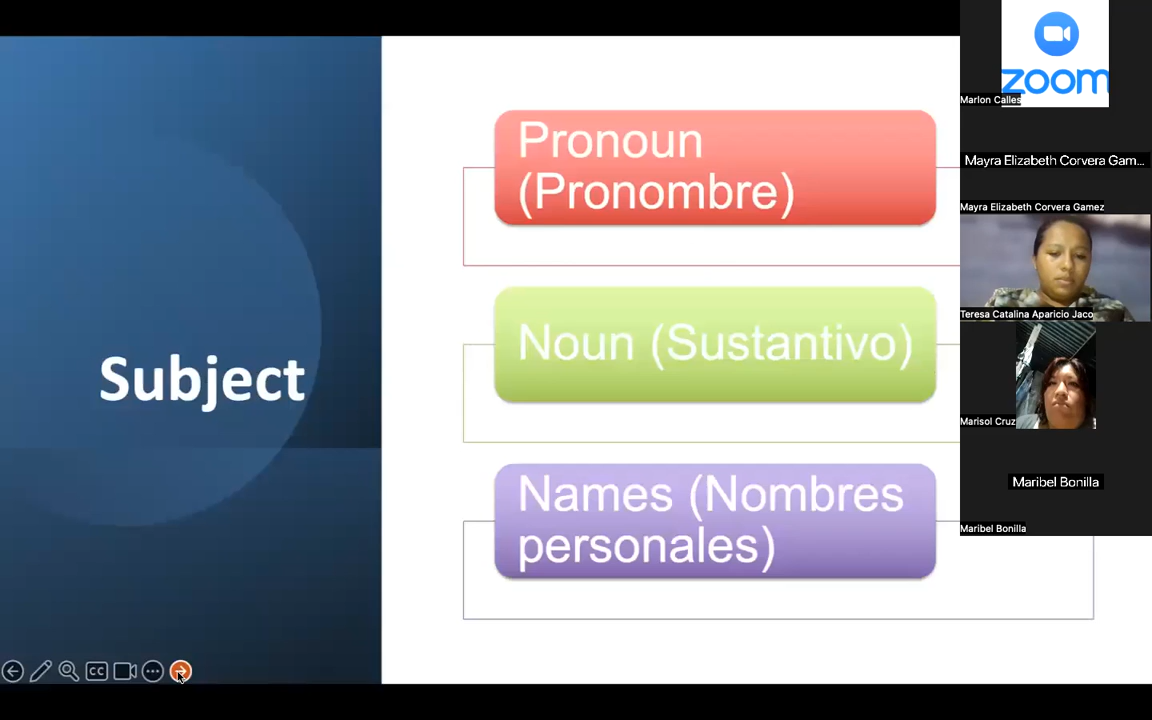 Subject
Pronoun
(Pronombre)
Noun (Sustantivo)
Names (Nombres
personales)
zoom
Marlon Calles
Mayra Elizabeth Corvera Gam...
Mayra Elizabeth Corvera Gamez
Teresa Catalina Aparicio Jaco
Marisol Cruz
Maribel Bonilla
Maribel Bonilla
CC